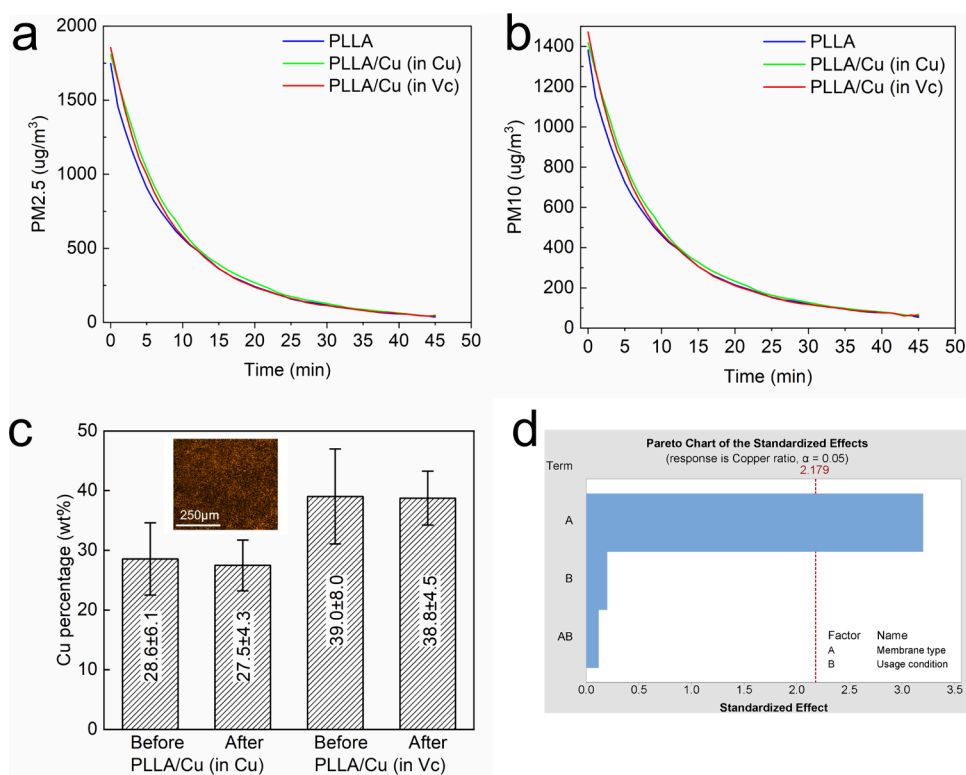 a
PLLA
PLLA/Cu (in Cu)
PLLA/Cu (in Vc)
PM2.5 (ug/m³)
2000
1750
1500
1250
1000
750
500
250
0
0 5 10 15 20 25 30 35 40 45 50
Time (min)
b
PLLA
PLLA/Cu (in Cu)
PLLA/Cu (in Vc)
PM10 (ug/m³)
1400
1200
1000
800
600
400
200
0
0 5 10 15 20 25 30 35 40 45 50
Time (min)
c
Cu percentage (wt%)
50
40
30
20
10
0
250μm
28.6±6.1
27.5±4.3
39.0±8.0
38.8±4.5
Before After Before After
PLLA/Cu (in Cu) PLLA/Cu (in Vc)
d
Pareto Chart of the Standardized Effects
(response is Copper ratio, α = 0.05)
Term
2.179
A
B
AB
Factor Name
A Membrane type
B Usage condition
0.0 0.5 1.0 1.5 2.0 2.5 3.0 3.5
Standardized Effect